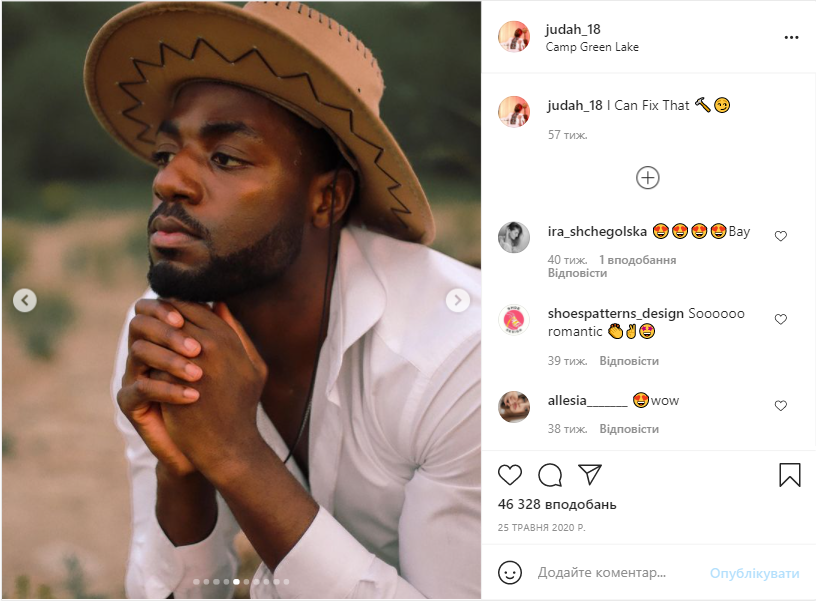 judah_18
Camp Green Lake
judah_18 I Can Fix That 🔨😏
57 тиж.
ira_shchegolska 🤩🤩🤩🤩Bay
40 тиж. 1 вподобання
Відповісти
shoespatterns_design Soooooo
romantic 👏✌🤩
39 тиж. Відповісти
allesia_______ 🤩wow
38 тиж. Відповісти
46 328 вподобань
25 ТРАВНЯ 2020 Р.
Додайте коментар... Опублікувати